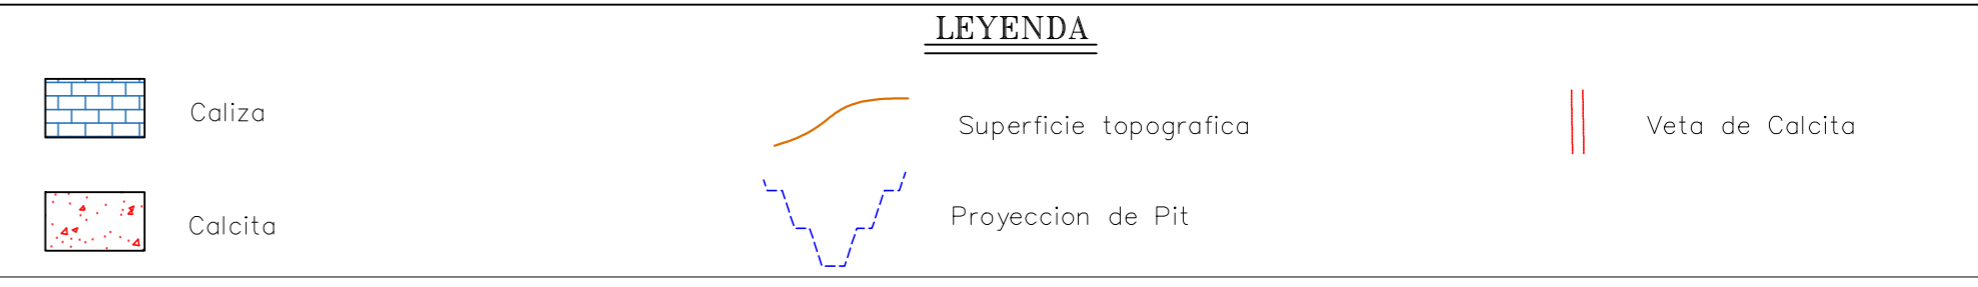 LEYENDA
Caliza
Superficie topografica
Veta de Calcita
Calcita
Proyeccion de Pit